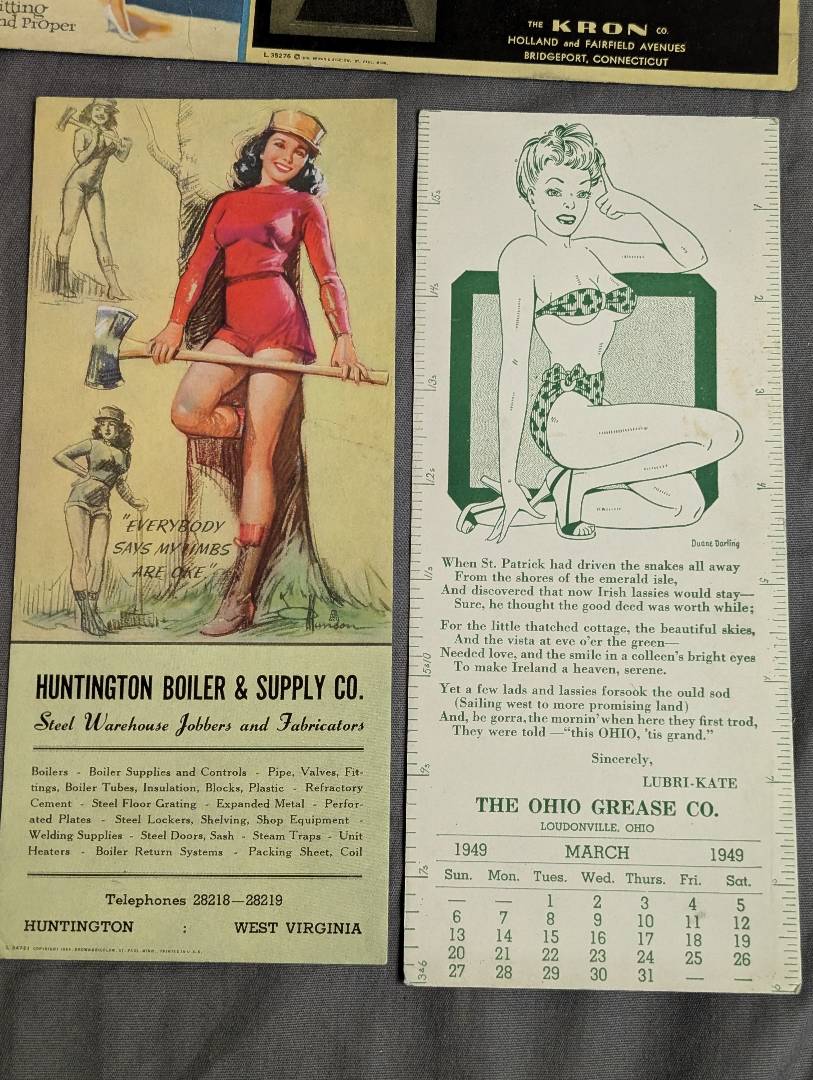 itting
nd Proper
THE KRON CO.
HOLLAND and FAIRFIELD AVENUES
BRIDGEPORT, CONNECTICUT
L 35276 ©
"EVERYBODY
SAYS MY LIMBS
ARE OKE"
Munson
HUNTINGTON BOILER & SUPPLY CO.
Steel Warehouse Jobbers and Fabricators
Boilers - Boiler Supplies and Controls - Pipe, Valves, Fit-
tings, Boiler Tubes, Insulation, Blocks, Plastic - Refractory
Cement - Steel Floor Grating - Expanded Metal - Perfor-
ated Plates - Steel Lockers, Shelving, Shop Equipment -
Welding Supplies - Steel Doors, Sash - Steam Traps - Unit
Heaters - Boiler Return Systems - Packing Sheet, Coil
Telephones 28218—28219
HUNTINGTON : WEST VIRGINIA
Duane Darling
When St. Patrick had driven the snakes all away
From the shores of the emerald isle,
And discovered that now Irish lassies would stay—
Sure, he thought the good deed was worth while;
For the little thatched cottage, the beautiful skies,
And the vista at eve o'er the green—
Needed love, and the smile in a colleen's bright eyes
To make Ireland a heaven, serene.
Yet a few lads and lassies forsook the ould sod
(Sailing west to more promising land)
And, be gorra, the mornin' when here they first trod,
They were told —"this OHIO, 'tis grand."
Sincerely,
LUBRI-KATE
THE OHIO GREASE CO.
LOUDONVILLE, OHIO
1949 MARCH 1949
Sun. Mon. Tues. Wed. Thurs. Fri. Sat.
— — 1 2 3 4 5
6 7 8 9 10 11 12
13 14 15 16 17 18 19
20 21 22 23 24 25 26
27 28 29 30 31 — —